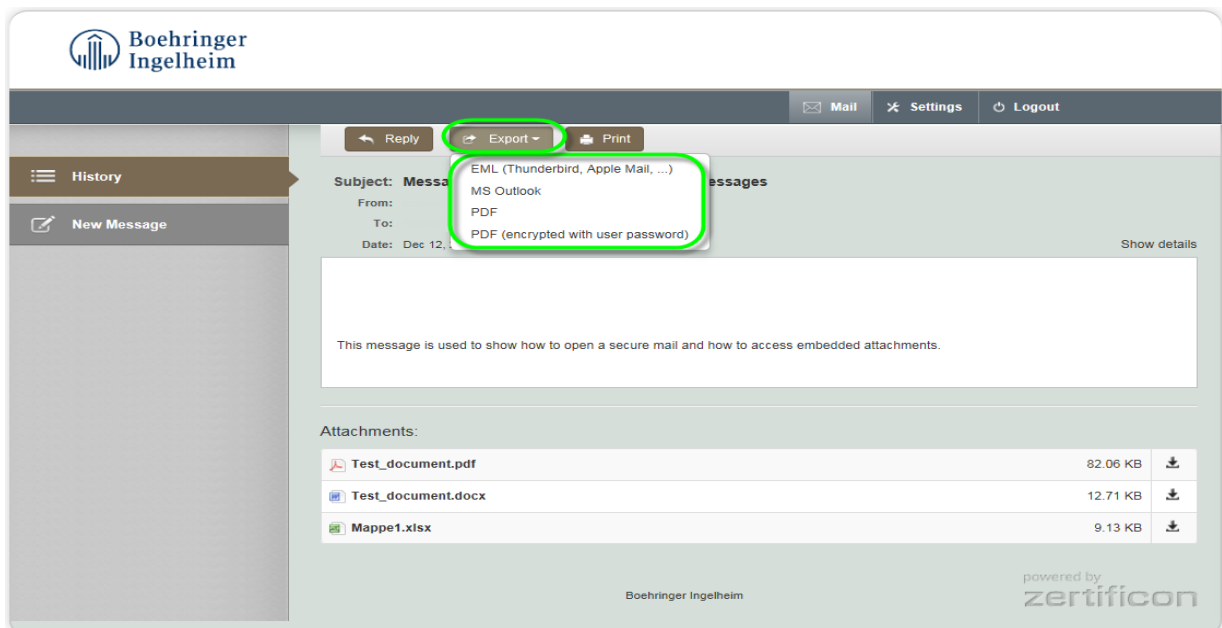 Boehringer
Ingelheim
Mail Settings Logout
Reply Export Print
EML (Thunderbird, Apple Mail, ...)
MS Outlook
PDF
PDF (encrypted with user password)
History
New Message
Subject: Messa essages
From:
To:
Date: Dec 12,
Show details
This message is used to show how to open a secure mail and how to access embedded attachments.
Attachments:
Test_document.pdf 82.06 KB
Test_document.docx 12.71 KB
Mappe1.xlsx 9.13 KB
powered by
zertificon
Boehringer Ingelheim